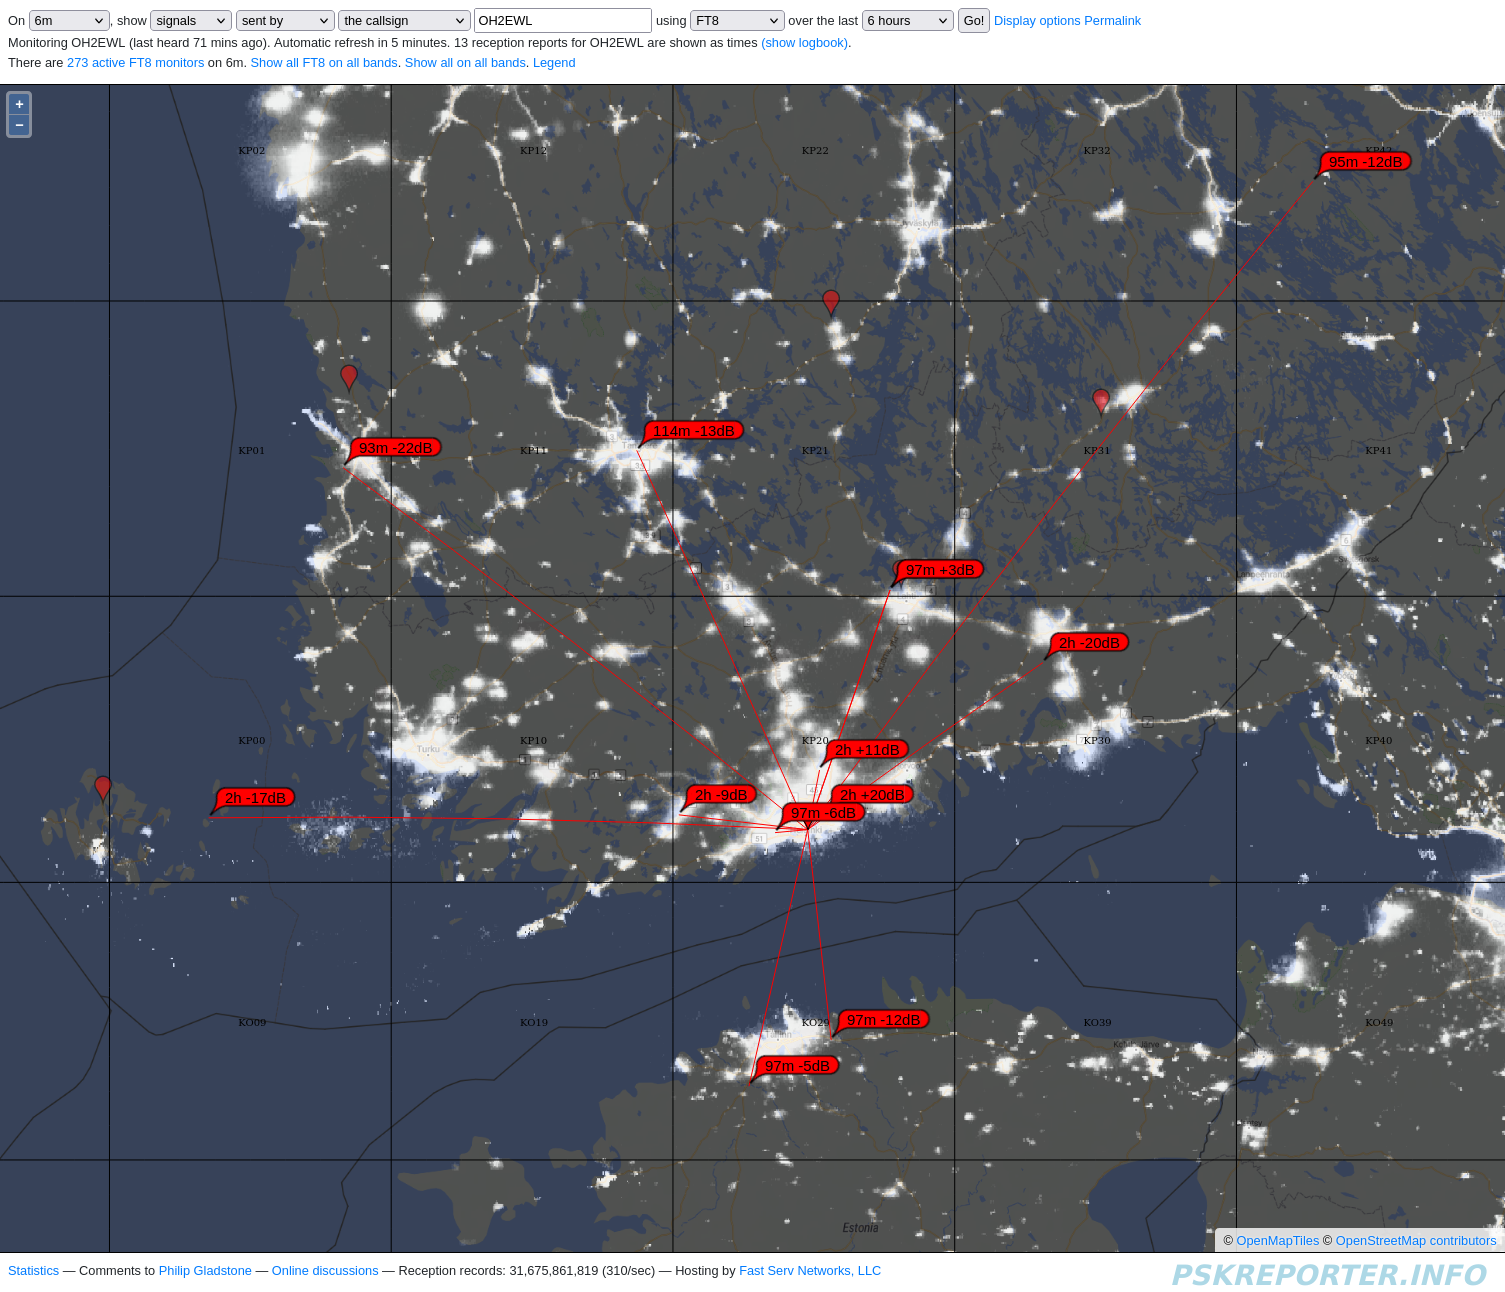 On 6m, show signals sent by the callsign OH2EWL using FT8 over the last 6 hours Go! Display options Permalink
Monitoring OH2EWL (last heard 71 mins ago). Automatic refresh in 5 minutes. 13 reception reports for OH2EWL are shown as times (show logbook).
There are 273 active FT8 monitors on 6m. Show all FT8 on all bands. Show all on all bands. Legend
+
−
KP02
KP12
KP22
KP32
95m -12dB
93m -22dB
114m -13dB
KP01
KP11
KP21
KP31
KP41
97m +3dB
2h -20dB
KP00
KP10
KP20
KP30
KP40
Turku
2h +11dB
2h -17dB
2h -9dB
2h +20dB
97m -6dB
51
KO09
KO19
KO29
KO39
KO49
97m -12dB
97m -5dB
Estonia
© OpenMapTiles © OpenStreetMap contributors
Statistics — Comments to Philip Gladstone — Online discussions — Reception records: 31,675,861,819 (310/sec) — Hosting by Fast Serv Networks, LLC
PSKREPORTER.INFO